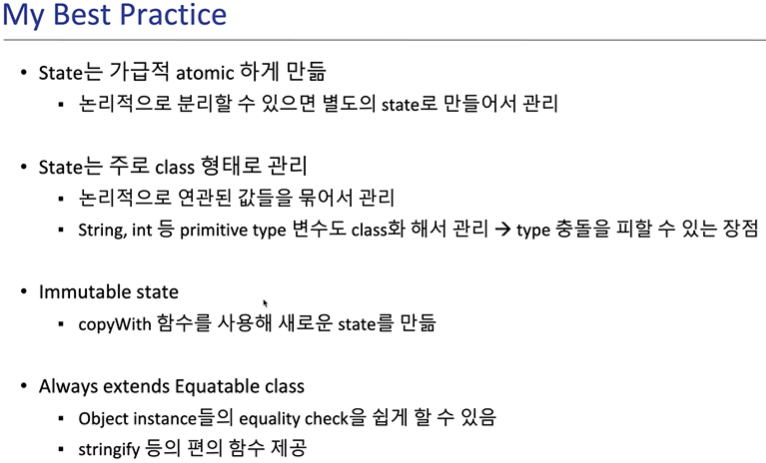 My Best Practice
• State는 가급적 atomic 하게 만듦
▪ 논리적으로 분리할 수 있으면 별도의 state로 만들어서 관리
• State는 주로 class 형태로 관리
▪ 논리적으로 연관된 값들을 묶어서 관리
▪ String, int 등 primitive type 변수도 class화 해서 관리 → type 충돌을 피할 수 있는 장점
• Immutable state
▪ copyWith 함수를 사용해 새로운 state를 만듦
• Always extends Equatable class
▪ Object instance들의 equality check을 쉽게 할 수 있음
▪ stringify 등의 편의 함수 제공